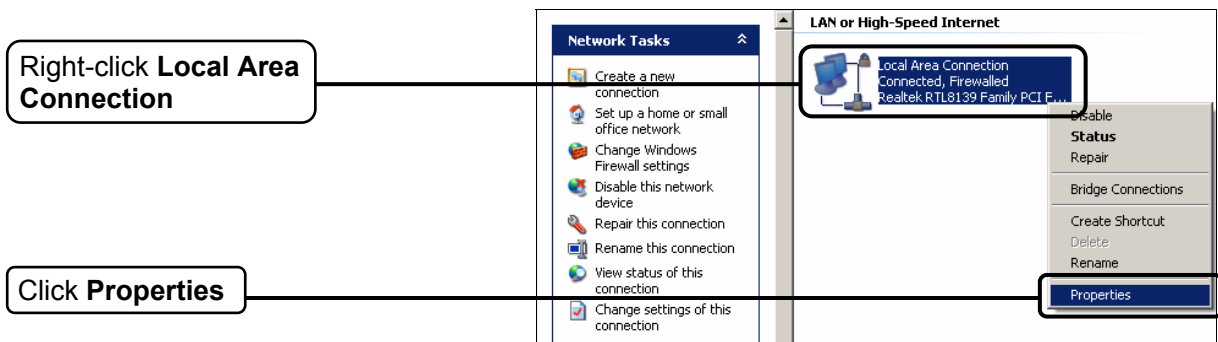 Right-click Local Area
Connection
Click Properties
Network Tasks
Create a new
connection
Set up a home or small
office network
Change Windows
Firewall settings
Disable this network
device
Repair this connection
Rename this connection
View status of this
connection
Change settings of this
connection
LAN or High-Speed Internet
Local Area Connection
Connected, Firewalled
Realtek RTL8139 Family PCI F...
Disable
Status
Repair
Bridge Connections
Create Shortcut
Delete
Rename
Properties